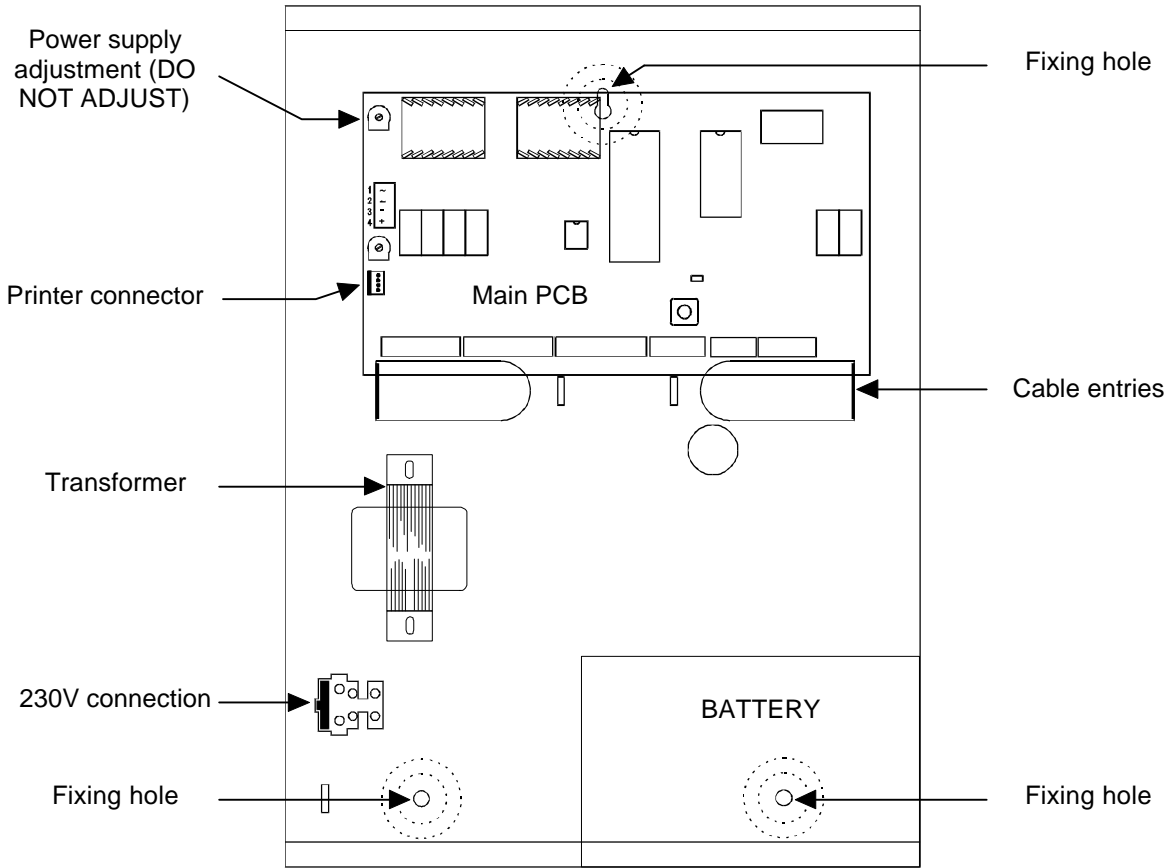 Power supply
adjustment (DO
NOT ADJUST)
Fixing hole
1 ~
2 ~
3 -
4 +
Printer connector
Main PCB
Cable entries
Transformer
230V connection
BATTERY
Fixing hole
Fixing hole